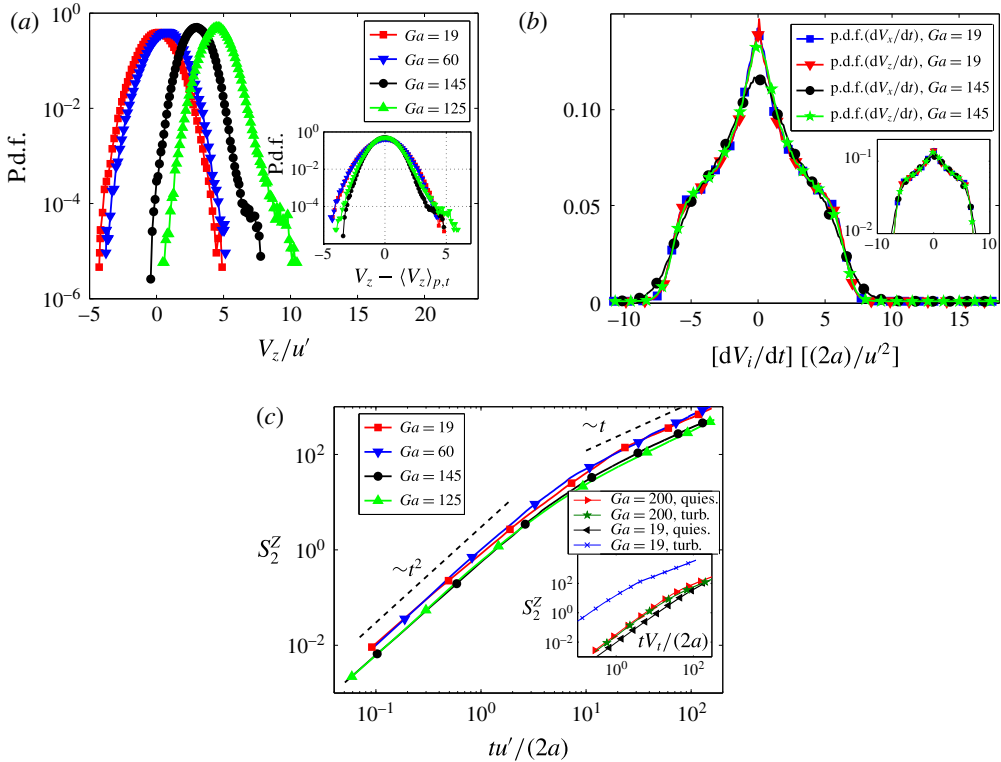 (a)
10^0
10^−2
10^−4
10^−6
P.d.f.
−5
0
5
10
15
20
V_z/u′
Ga = 19
Ga = 60
Ga = 145
Ga = 125
P.d.f.
10^0
10^−2
10^−4
−5
0
5
V_z − ⟨V_z⟩_{p,t}
(b)
0.10
0.05
0
−10
−5
0
5
10
15
[dV_i/dt] [(2a)/u′^2]
p.d.f.(dV_x/dt), Ga = 19
p.d.f.(dV_z/dt), Ga = 19
p.d.f.(dV_x/dt), Ga = 145
p.d.f.(dV_z/dt), Ga = 145
10^−1
10^−2
−10
0
10
(c)
10^2
10^0
10^−2
S_2^Z
10^−1
10^0
10^1
10^2
tu′/(2a)
Ga = 19
Ga = 60
Ga = 145
Ga = 125
~t^2
~t
Ga = 200, quies.
Ga = 200, turb.
Ga = 19, quies.
Ga = 19, turb.
S_2^Z
10^2
10^0
10^−2
tV_t/(2a)
10^0
10^2